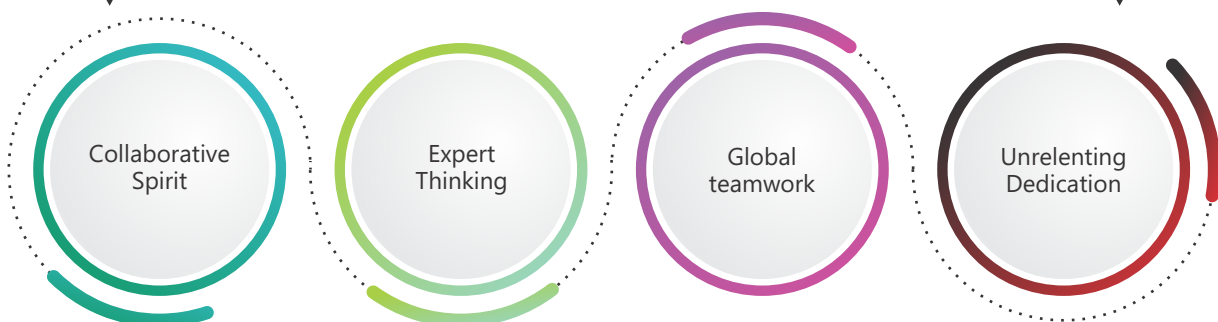 Collaborative
Spirit
Expert
Thinking
Global
teamwork
Unrelenting
Dedication